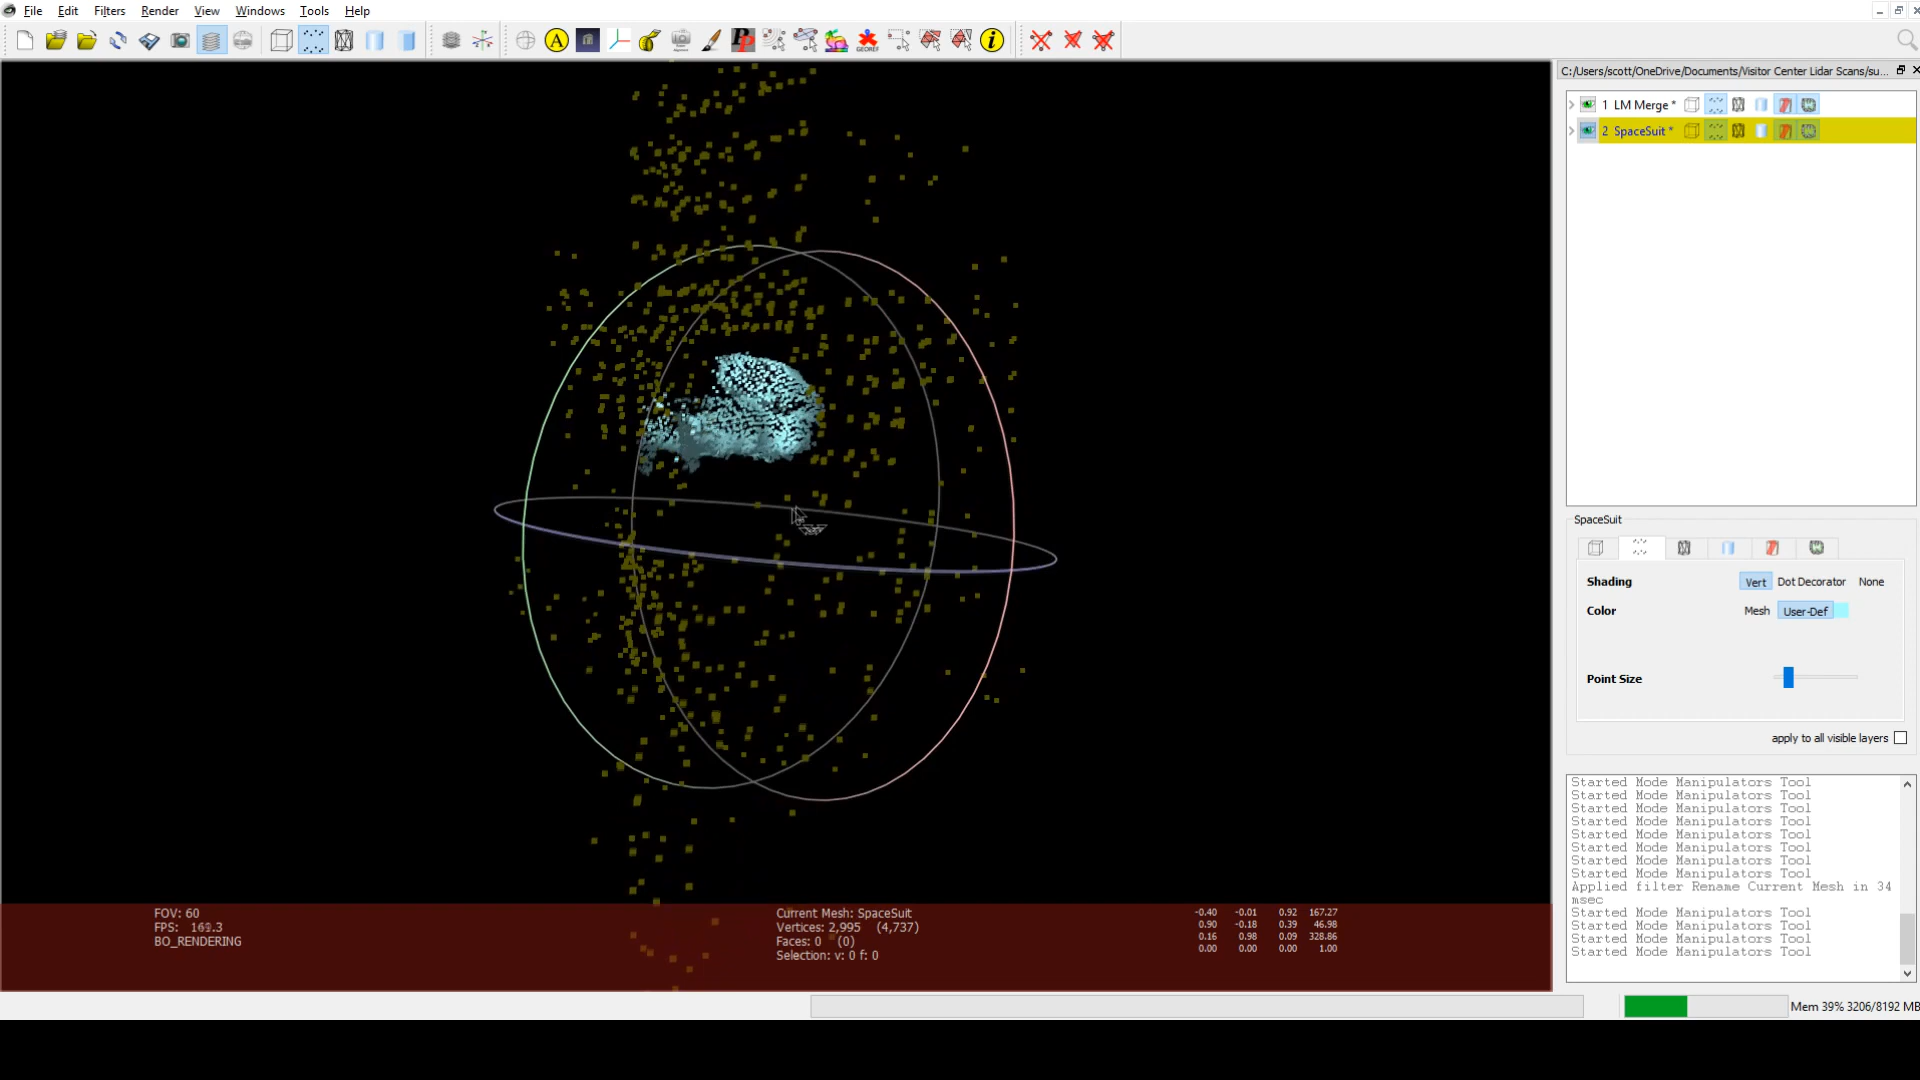 File Edit Filters Render View Windows Tools Help
A
PP
GEOREF
i
C:/Users/scott/OneDrive/Documents/Visitor Center Lidar Scans/su...
1 LM Merge *
2 SpaceSuit *
SpaceSuit
Shading Vert Dot Decorator None
Color Mesh User-Def
Point Size
apply to all visible layers
Started Mode Manipulators Tool
Started Mode Manipulators Tool
Started Mode Manipulators Tool
Started Mode Manipulators Tool
Started Mode Manipulators Tool
Started Mode Manipulators Tool
Started Mode Manipulators Tool
Started Mode Manipulators Tool
Applied filter Rename Current Mesh in 34
msec
Started Mode Manipulators Tool
Started Mode Manipulators Tool
Started Mode Manipulators Tool
Started Mode Manipulators Tool
FOV: 60
FPS:
BO_RENDERING
Current Mesh: SpaceSuit
Vertices: 2,995 (4,737)
Faces: 0 (0)
Selection: v: 0 f: 0
-0.40 -0.01 0.92 167.27
0.90 -0.18 0.39 46.98
0.16 0.98 0.09 328.86
0.00 0.00 0.00 1.00
Mem 39% 3206/8192 MB